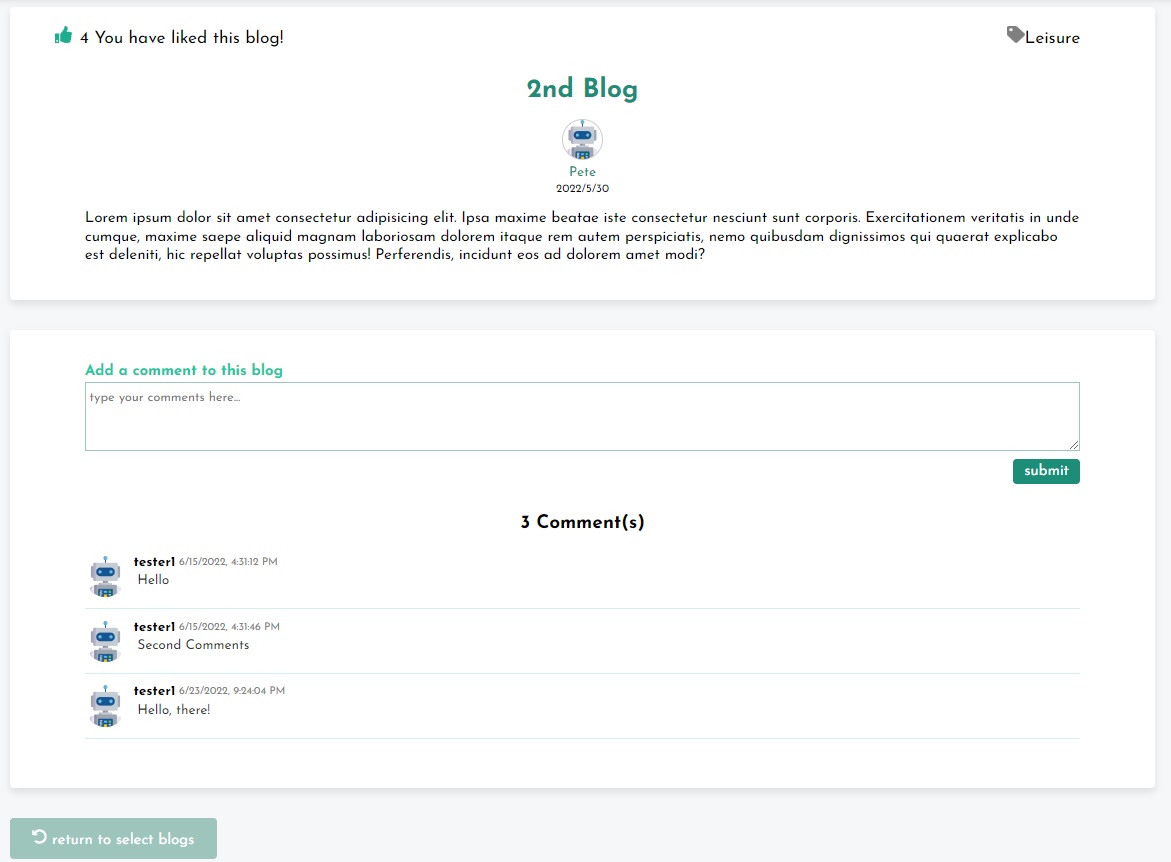 4 You have liked this blog!
Leisure
2nd Blog
Pete
2022/5/30
Lorem ipsum dolor sit amet consectetur adipisicing elit. Ipsa maxime beatae iste consectetur nesciunt sunt corporis. Exercitationem veritatis in unde
cumque, maxime saepe aliquid magnam laboriosam dolorem itaque rem autem perspiciatis, nemo quibusdam dignissimos qui quaerat explicabo
est deleniti, hic repellat voluptas possimus! Perferendis, incidunt eos ad dolorem amet modi?
Add a comment to this blog
type your comments here...
submit
3 Comment(s)
tester1 6/15/2022, 4:31:12 PM
Hello
tester1 6/15/2022, 4:31:46 PM
Second Comments
tester1 6/23/2022, 9:24:04 PM
Hello, there!
return to select blogs